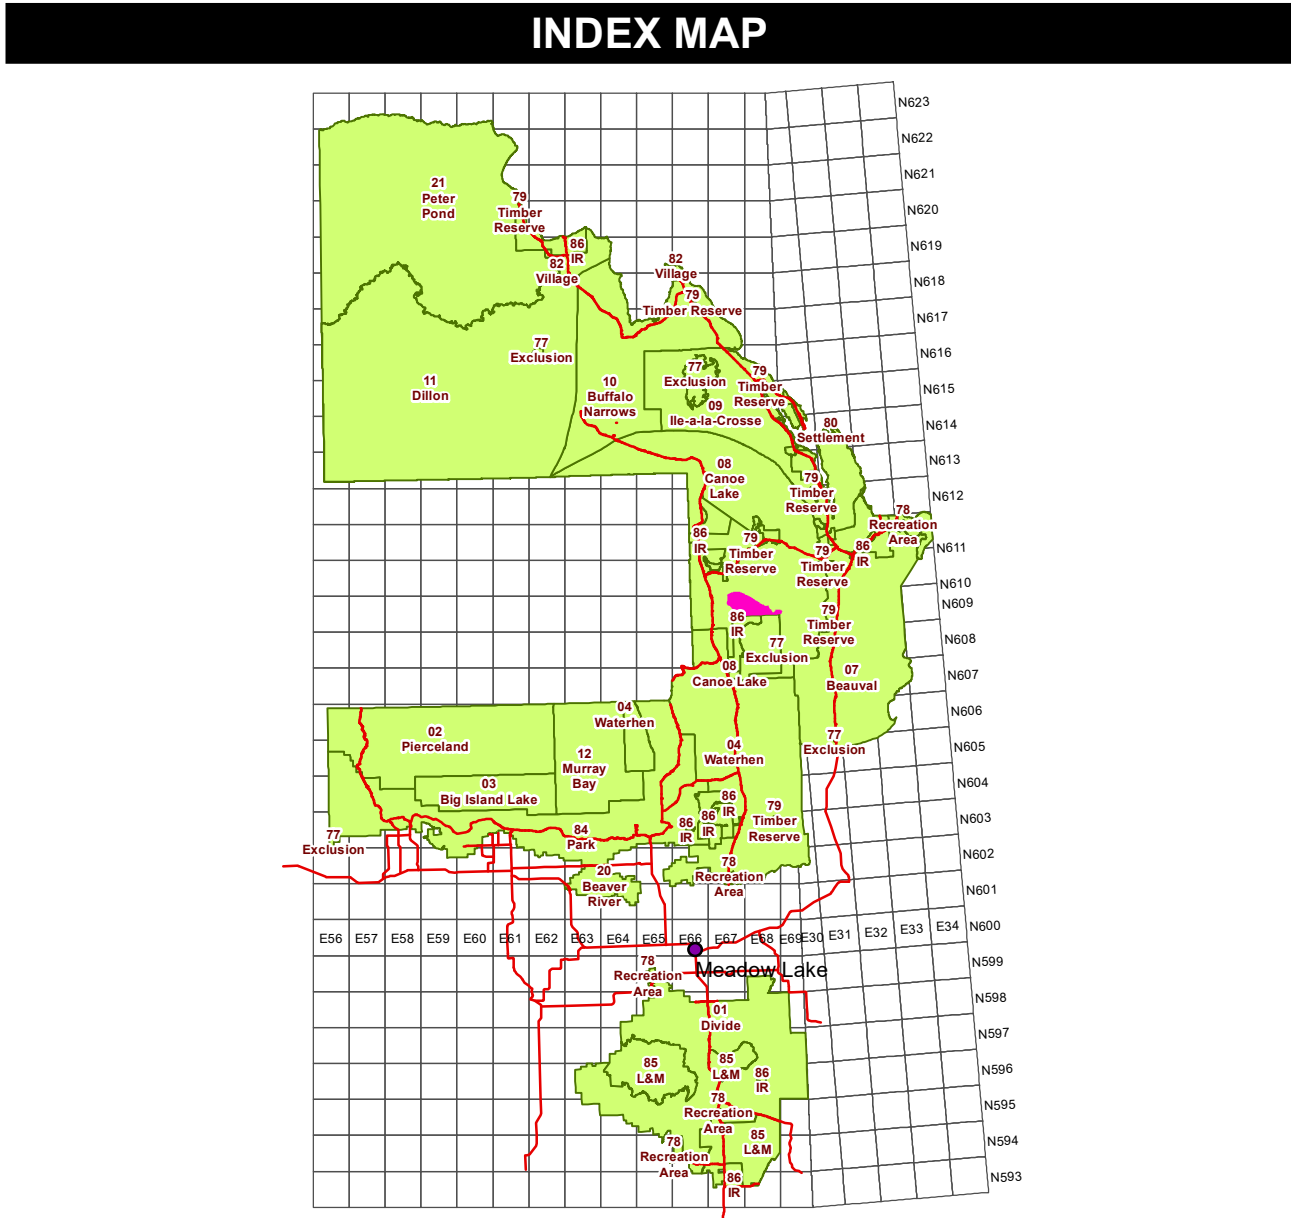 INDEX MAP
N623
N622
N621
N620
N619
N618
N617
N616
N615
N614
N613
N612
N611
N610
N609
N608
N607
N606
N605
N604
N603
N602
N601
N600
N599
N598
N597
N596
N595
N594
N593
21
Peter
Pond
79
Timber
Reserve
86
IR
82
Village
82
Village
79
Timber Reserve
77
Exclusion
11
Dillon
10
Buffalo
Narrows
77
Exclusion
09
Ile-a-la-Crosse
79
Timber
Reserve
80
Settlement
08
Canoe
Lake
79
Timber
Reserve
78
Recreation
Area
86
IR
79
Timber
Reserve
79
Timber
Reserve
86
IR
86
IR
79
Timber
Reserve
77
Exclusion
08
Canoe Lake
07
Beauval
04
Waterhen
02
Pierceland
12
Murray
Bay
04
Waterhen
77
Exclusion
03
Big Island Lake
86
IR
86
IR
86
IR
79
Timber
Reserve
77
Exclusion
84
Park
78
Recreation
Area
20
Beaver
River
E56 E57 E58 E59 E60 E61 E62 E63 E64 E65 E66 E67 E68 E69 E30 E31 E32 E33 E34
Meadow Lake
78
Recreation
Area
01
Divide
85
L&M
85
L&M
86
IR
78
Recreation
Area
85
L&M
78
Recreation
Area
86
IR